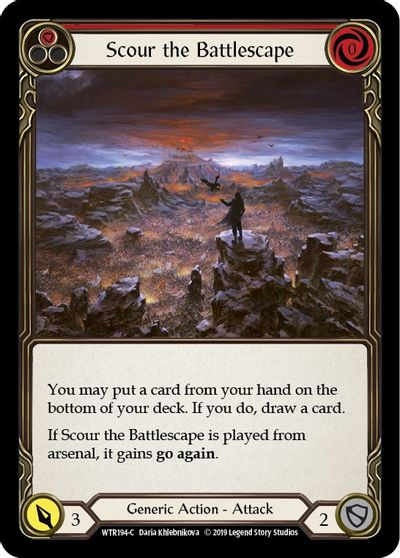 Scour the Battlescape
0
You may put a card from your hand on the
bottom of your deck. If you do, draw a card.
If Scour the Battlescape is played from
arsenal, it gains go again.
3
Generic Action - Attack
2
WTR194-C Daria Khlebnikova © 2019 Legend Story Studios